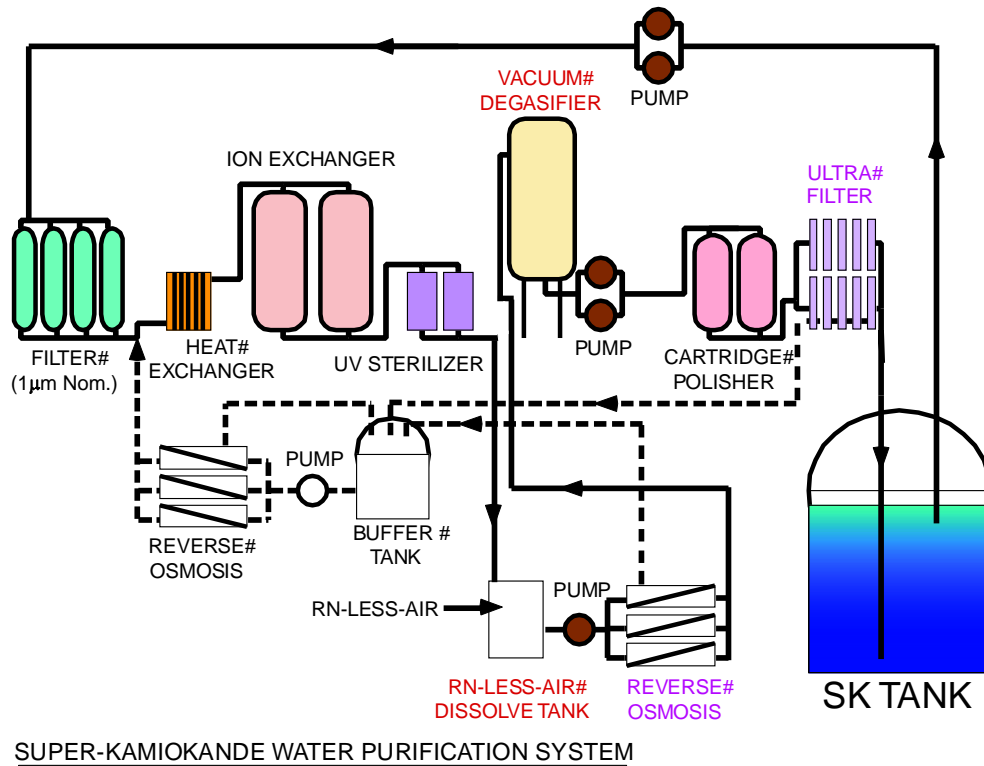 PUMP
VACUUM#
DEGASIFIER
ION EXCHANGER
ULTRA#
FILTER
FILTER#
(1μm Nom.)
HEAT#
EXCHANGER
UV STERILIZER
PUMP
CARTRIDGE#
POLISHER
PUMP
REVERSE#
OSMOSIS
BUFFER #
TANK
RN-LESS-AIR
PUMP
RN-LESS-AIR#
DISSOLVE TANK
REVERSE#
OSMOSIS
SK TANK
SUPER-KAMIOKANDE WATER PURIFICATION SYSTEM